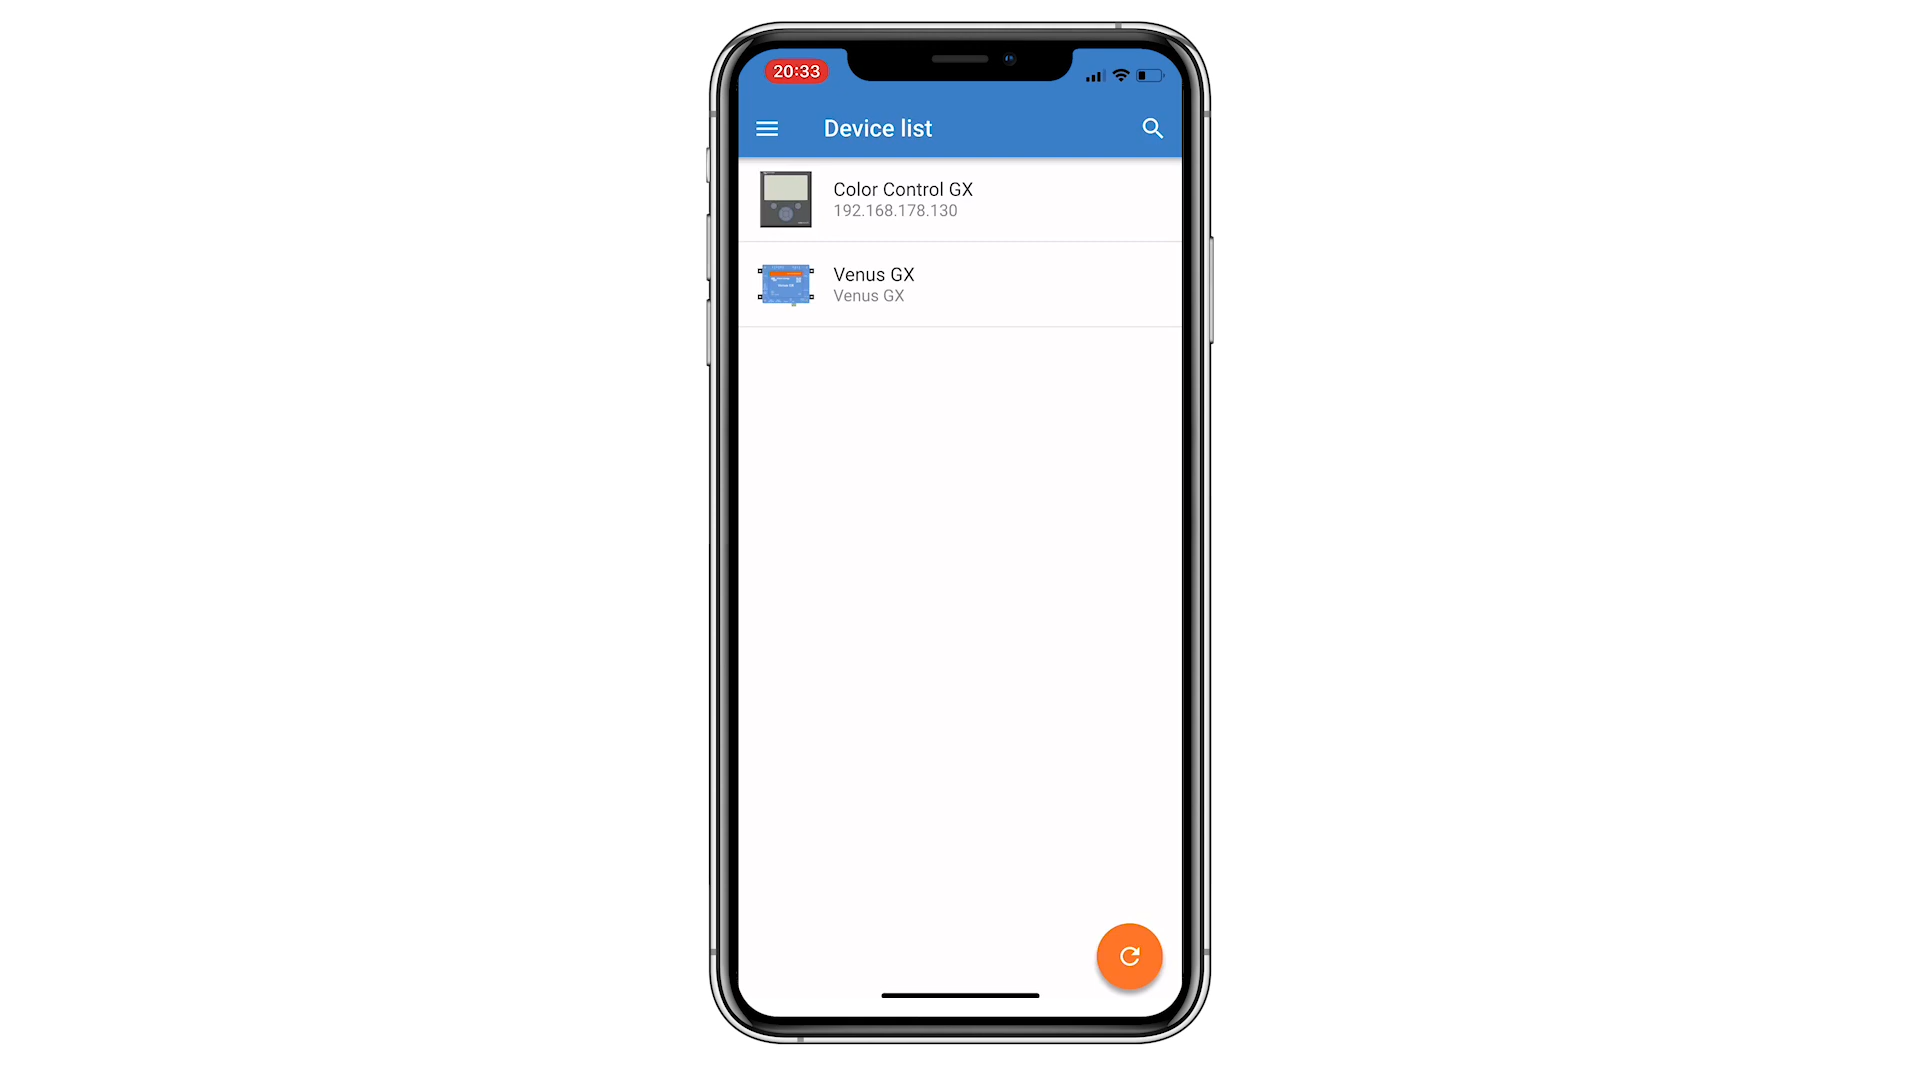 20:33
Device list
Color Control GX
192.168.178.130
Venus GX
Venus GX